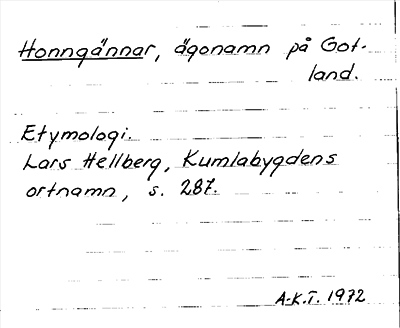 Honngännar, ägonamn på Got-
land.
Etymologi.
Lars Hellberg, Kumlabygdens
ortnamn, s. 287.
A.K.T. 1972